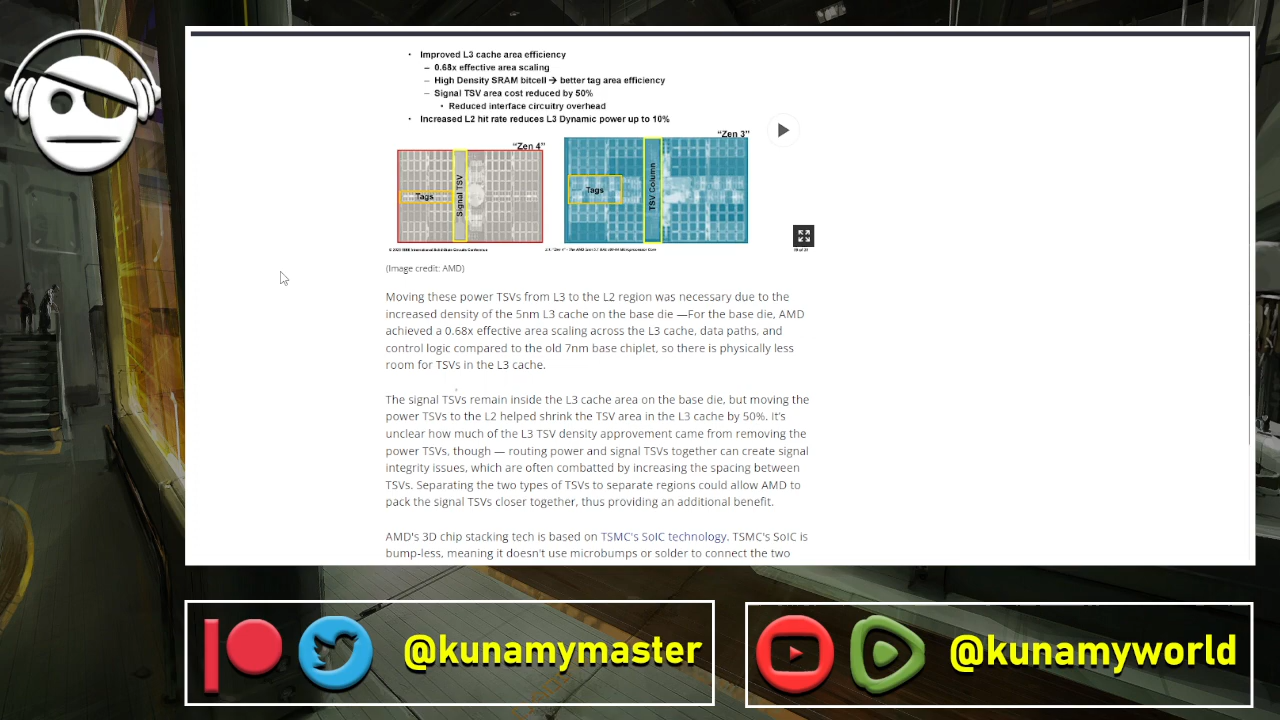 • Improved L3 cache area efficiency
– 0.68x effective area scaling
– High Density SRAM bitcell → better tag area efficiency
– Signal TSV area cost reduced by 50%
• Reduced interface circuitry overhead
• Increased L2 hit rate reduces L3 Dynamic power up to 10%
"Zen 4"
"Zen 3"
Tags
Signal TSV
Tags
TSV Column
(Image credit: AMD)
Moving these power TSVs from L3 to the L2 region was necessary due to the
increased density of the 5nm L3 cache on the base die —For the base die, AMD
achieved a 0.68x effective area scaling across the L3 cache, data paths, and
control logic compared to the old 7nm base chiplet, so there is physically less
room for TSVs in the L3 cache.
The signal TSVs remain inside the L3 cache area on the base die, but moving the
power TSVs to the L2 helped shrink the TSV area in the L3 cache by 50%. It's
unclear how much of the L3 TSV density approvement came from removing the
power TSVs, though — routing power and signal TSVs together can create signal
integrity issues, which are often combatted by increasing the spacing between
TSVs. Separating the two types of TSVs to separate regions could allow AMD to
pack the signal TSVs closer together, thus providing an additional benefit.
AMD's 3D chip stacking tech is based on TSMC's SoIC technology. TSMC's SoIC is
bump-less, meaning it doesn't use microbumps or solder to connect the two
@kunamymaster
@kunamyworld